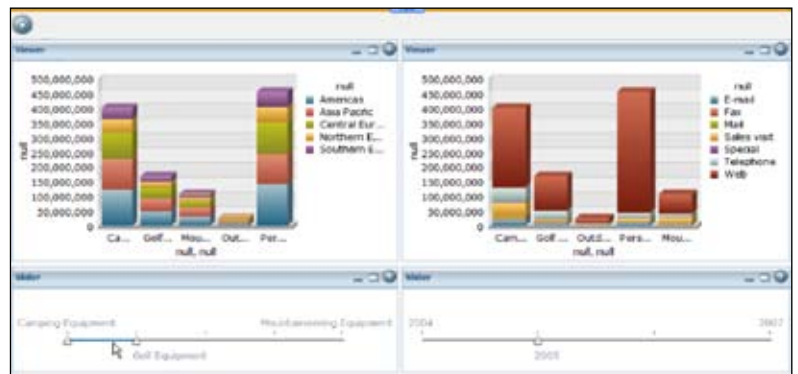 Viewer
Viewer
500,000,000
450,000,000
400,000,000
350,000,000
300,000,000
250,000,000
200,000,000
150,000,000
100,000,000
50,000,000
0
null
Ca...
Golf...
Mou...
Out...
Per...
null, null
null
Americas
Asia Pacific
Central Eur...
Northern E...
Southern E...
500,000,000
450,000,000
400,000,000
350,000,000
300,000,000
250,000,000
200,000,000
150,000,000
100,000,000
50,000,000
0
null
Cam...
Golf ...
Outd...
Pers...
Mou...
null, null
null
E-mail
Fax
Mail
Sales visit
Special
Telephone
Web
Slider
Slider
Camping Equipment
Mountaineering Equipment
Golf Equipment
2004
2007
2005